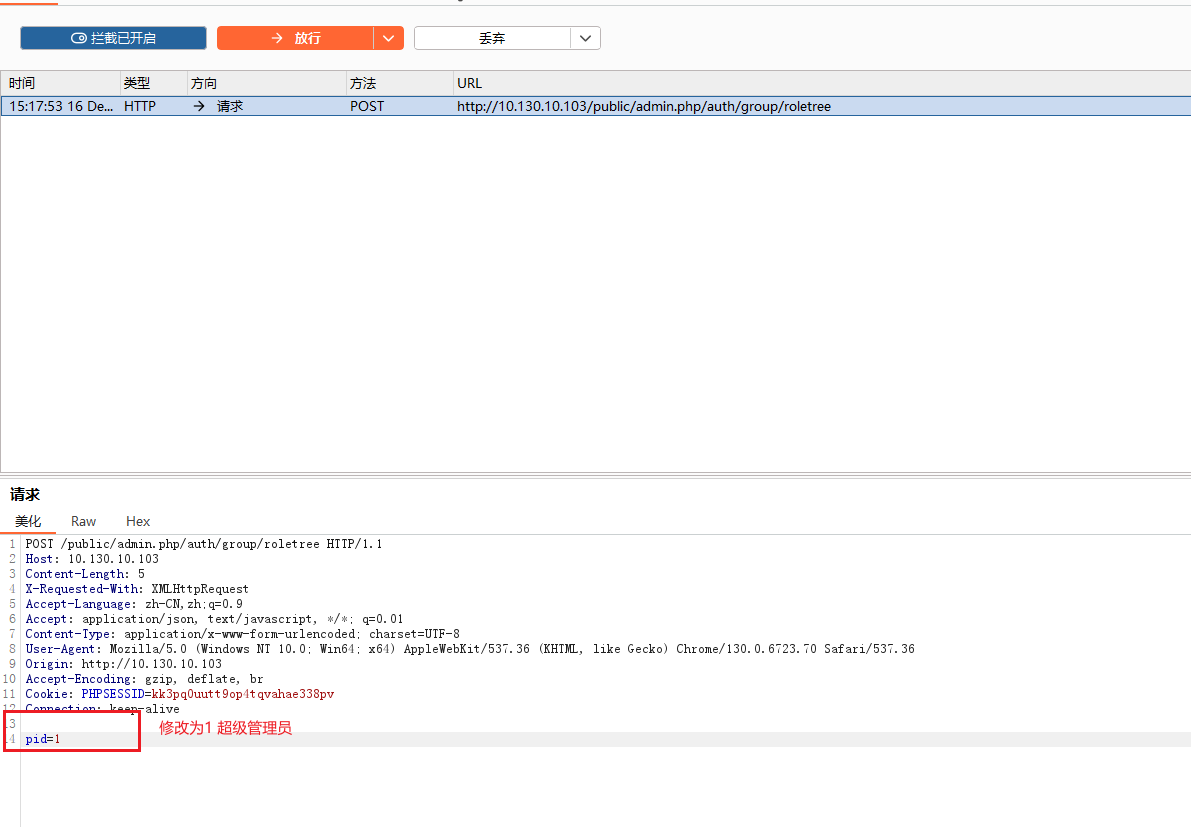 拦截已开启 放行 丢弃
时间 类型 方向 方法 URL
15:17:53 16 De... HTTP → 请求 POST http://10.130.10.103/public/admin.php/auth/group/roletree
请求
美化 Raw Hex
1 POST /public/admin.php/auth/group/roletree HTTP/1.1
2 Host: 10.130.10.103
3 Content-Length: 5
4 X-Requested-With: XMLHttpRequest
5 Accept-Language: zh-CN,zh;q=0.9
6 Accept: application/json, text/javascript, */*; q=0.01
7 Content-Type: application/x-www-form-urlencoded; charset=UTF-8
8 User-Agent: Mozilla/5.0 (Windows NT 10.0; Win64; x64) AppleWebKit/537.36 (KHTML, like Gecko) Chrome/130.0.6723.70 Safari/537.36
9 Origin: http://10.130.10.103
10 Accept-Encoding: gzip, deflate, br
11 Cookie: PHPSESSID=kk3pq0uutt9op4tqvahae338pv
12 Connection: keep-alive
13
修改为1 超级管理员
14 pid=1